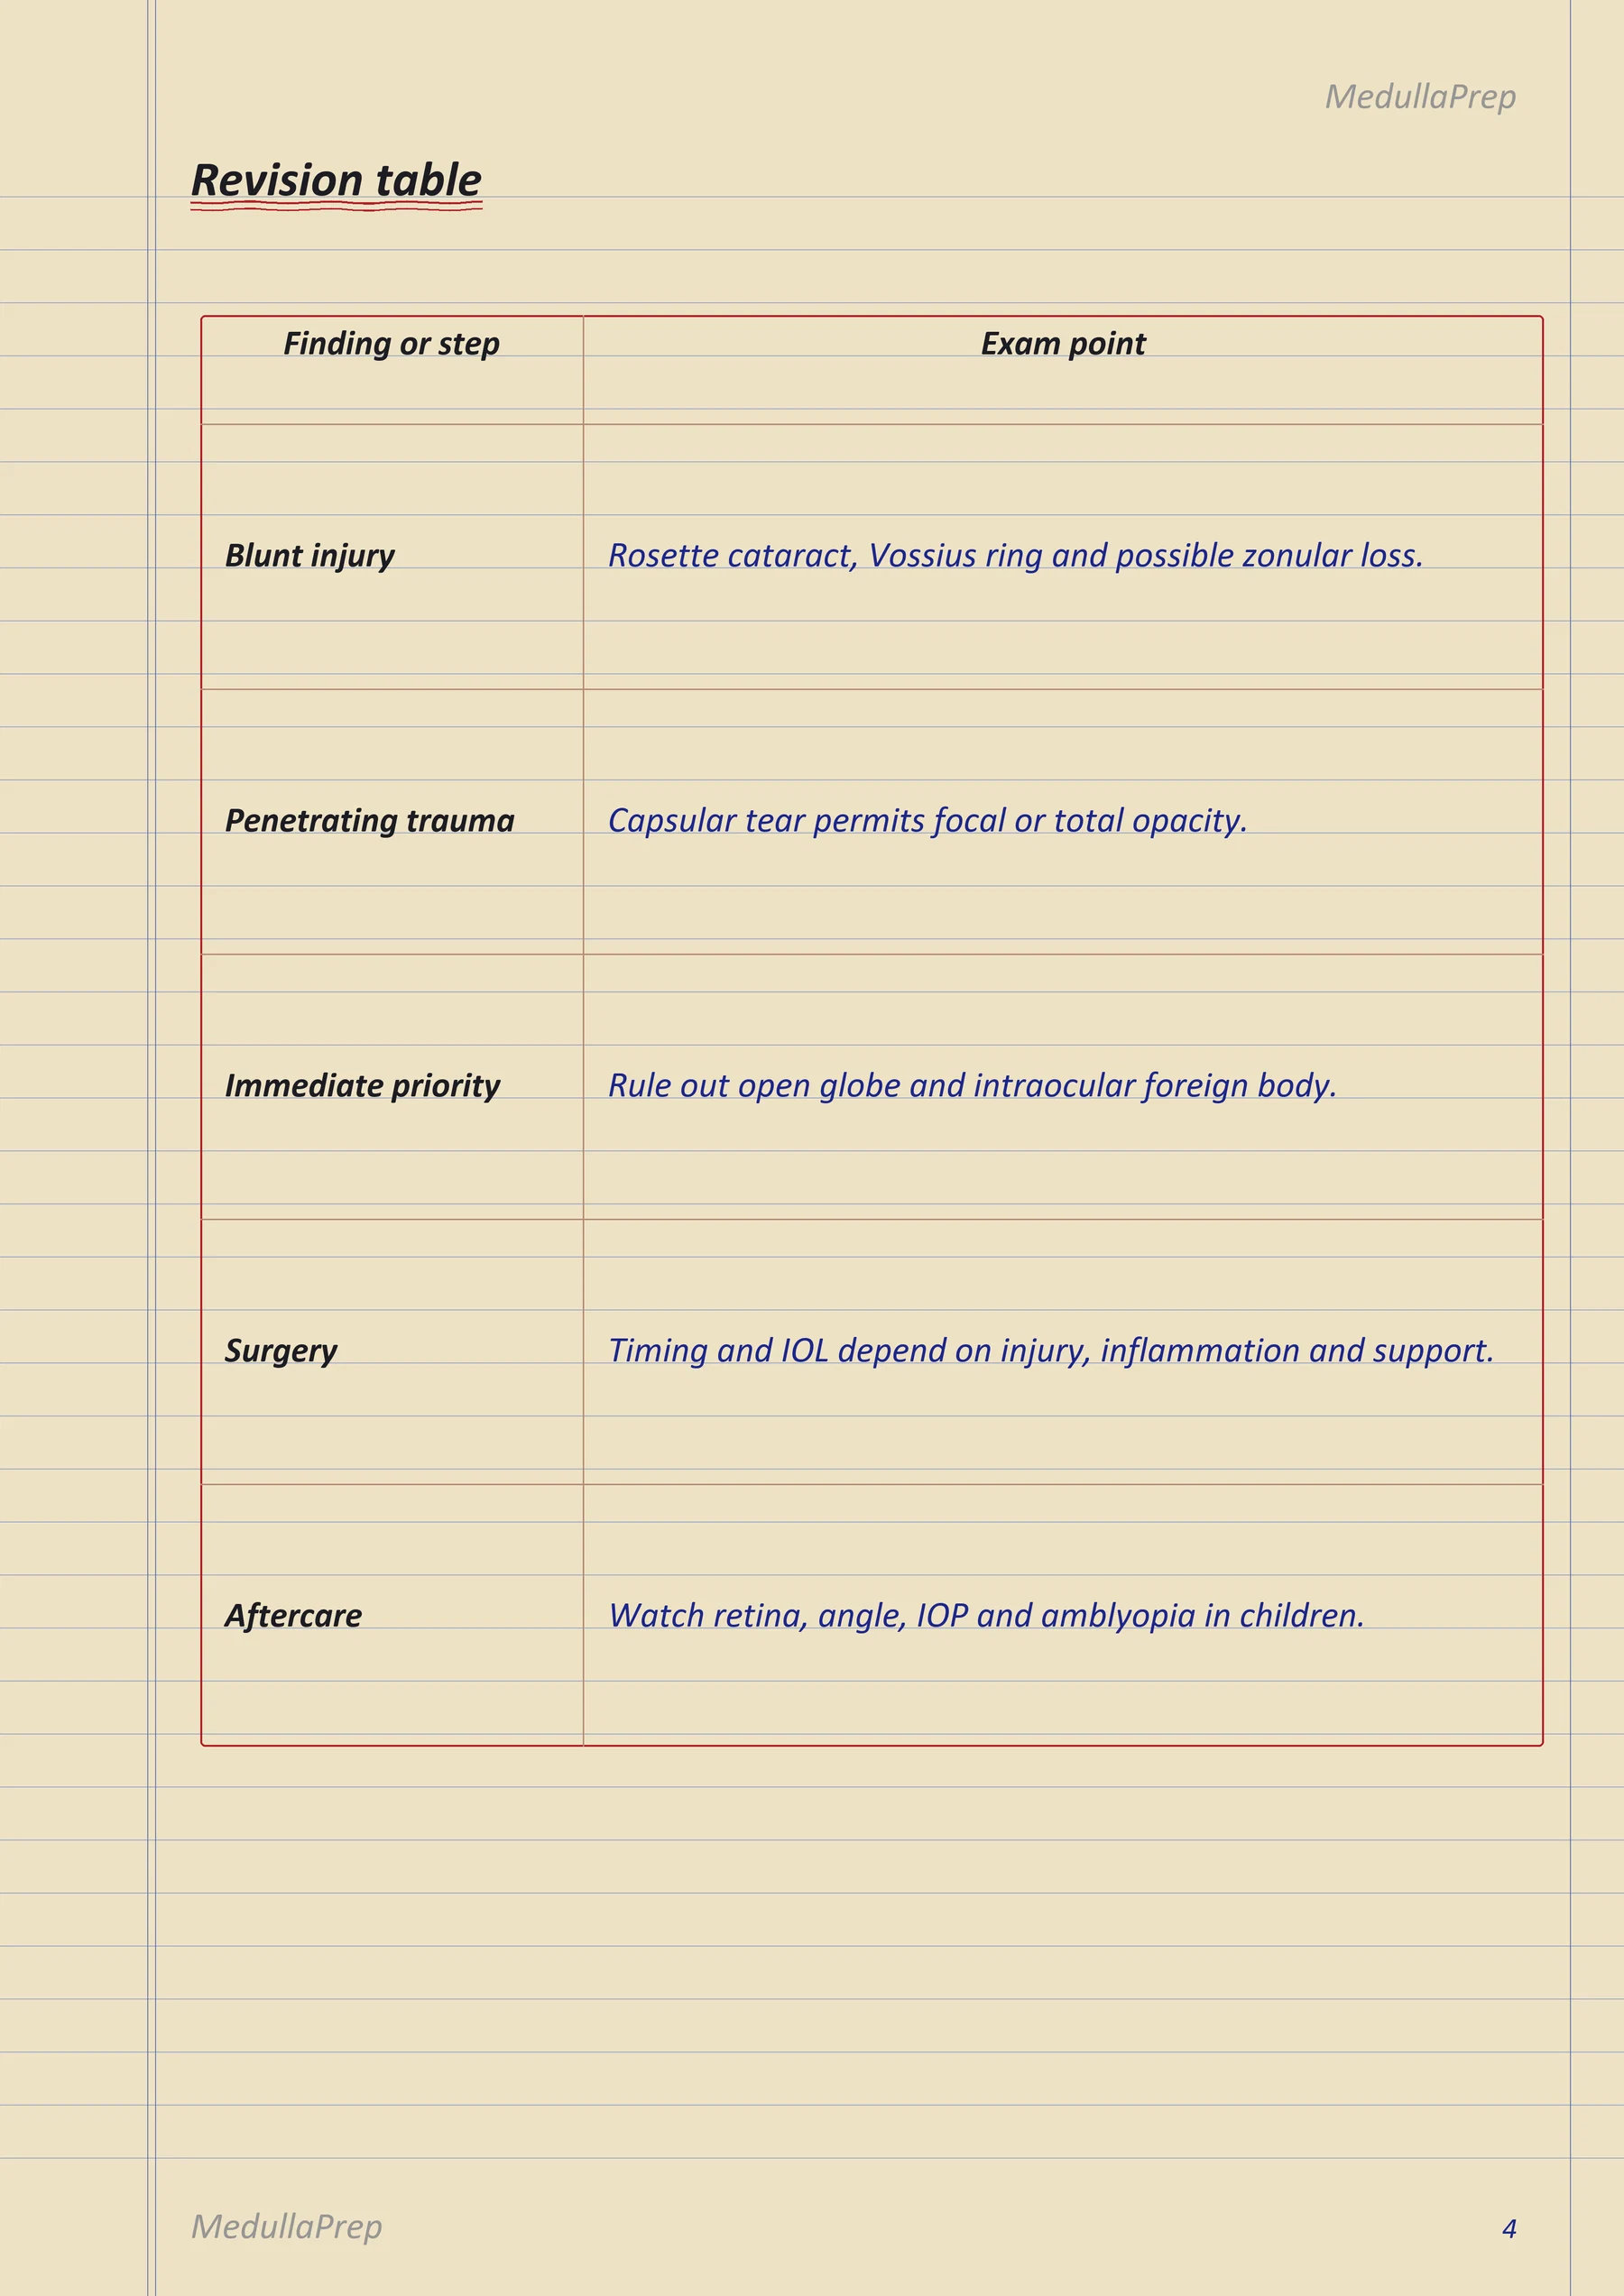 MedullaPrep
Revision table
Finding or step
Exam point
Blunt injury
Rosette cataract, Vossius ring and possible zonular loss.
Penetrating trauma
Capsular tear permits focal or total opacity.
Immediate priority
Rule out open globe and intraocular foreign body.
Surgery
Timing and IOL depend on injury, inflammation and support.
Aftercare
Watch retina, angle, IOP and amblyopia in children.
MedullaPrep
4